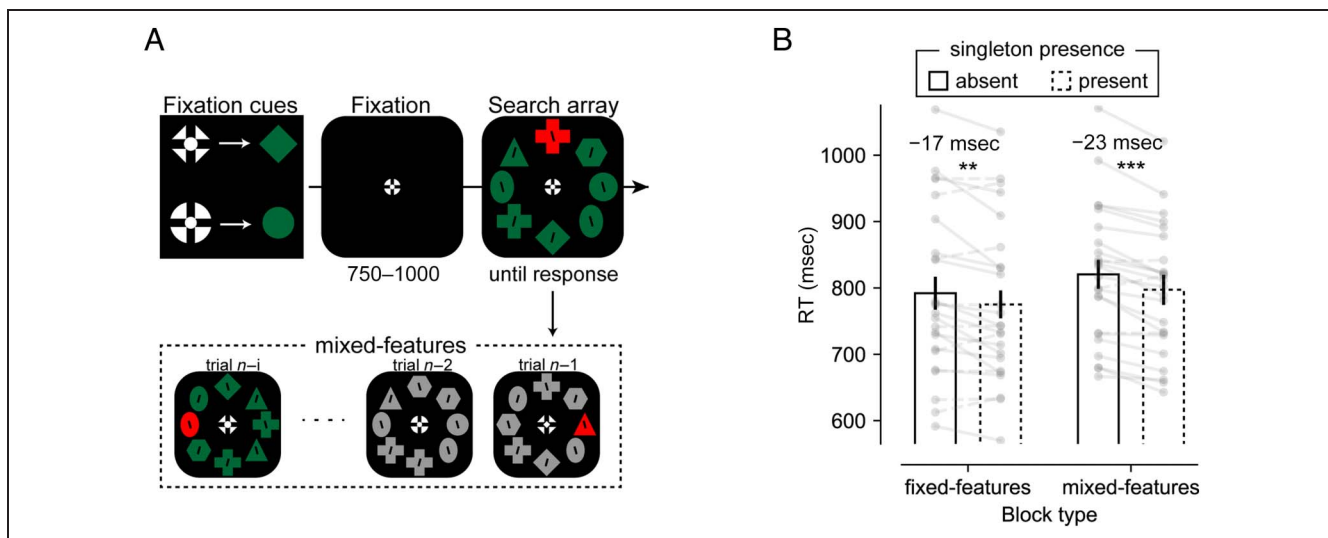 A
Fixation cues
Fixation
Search array
750–1000
until response
mixed-features
trial n–i
trial n–2
trial n–1
B
singleton presence
absent
present
−17 msec
−23 msec
**
***
1000
900
800
700
600
RT (msec)
fixed-features
mixed-features
Block type